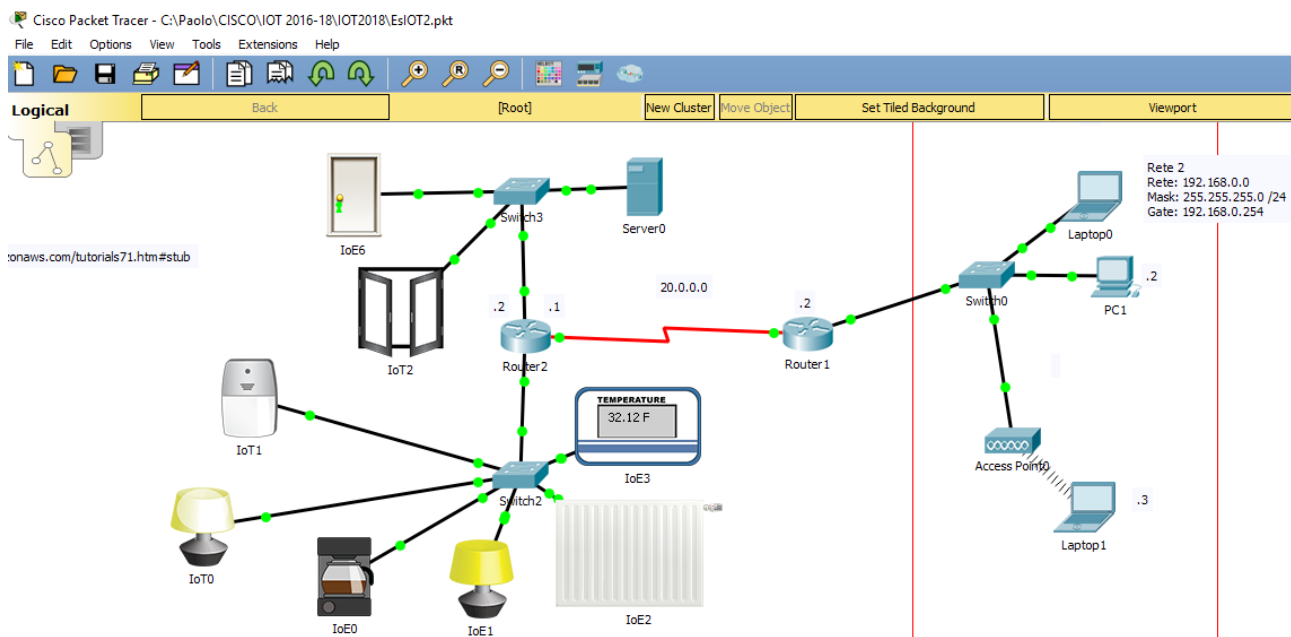 Cisco Packet Tracer - C:\Paolo\CISCO\IOT 2016-18\IOT2018\EsIOT2.pkt
File Edit Options View Tools Extensions Help
Logical Back [Root] New Cluster Move Object Set Tiled Background Viewport
Rete 2
Rete: 192.168.0.0
Mask: 255.255.255.0 /24
Gate: 192.168.0.254
Laptop0
Switch3
Server0
IoE6
zonaws.com/tutorials71.htm#stub
20.0.0.0
.2 .1
.2
Switch0
.2
PC1
IoT2
Router2
Router1
TEMPERATURE
32.12 F
IoT1
IoE3
Access Point0
Switch2
.3
Laptop1
IoT0
IoE0
IoE1
IoE2